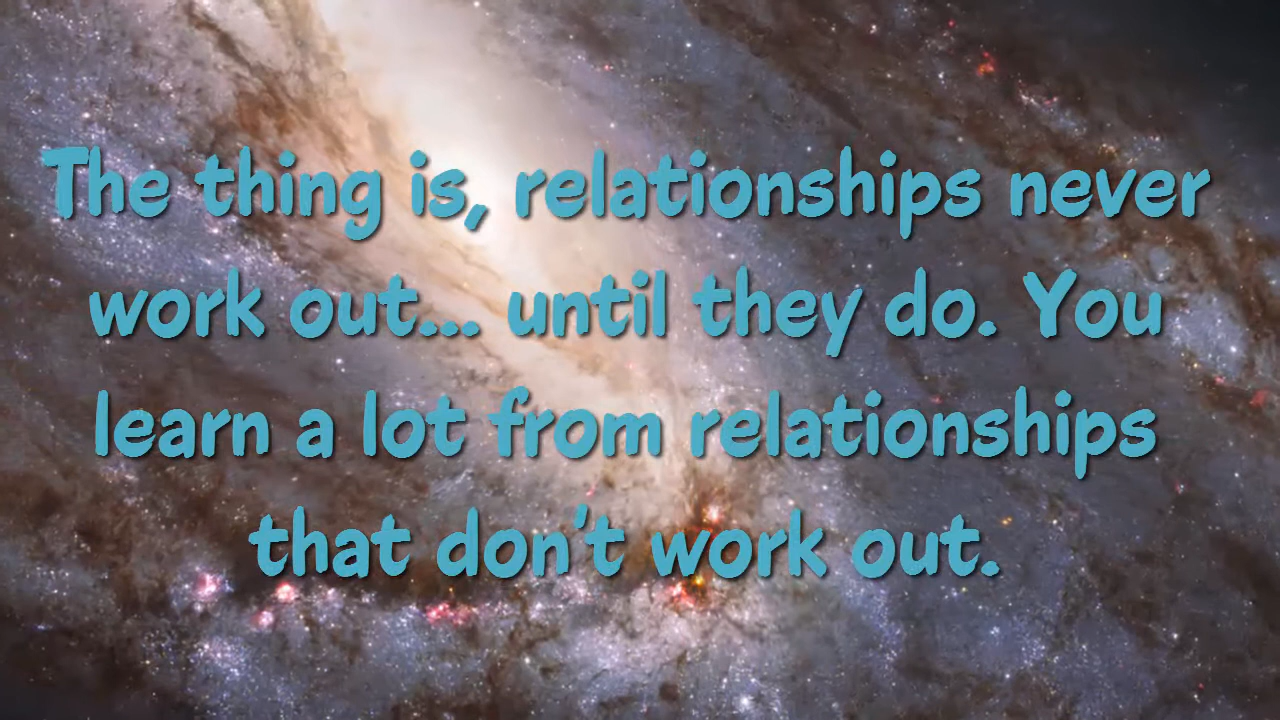 The thing is, relationships never
work out... until they do. You
learn a lot from relationships
that don't work out.